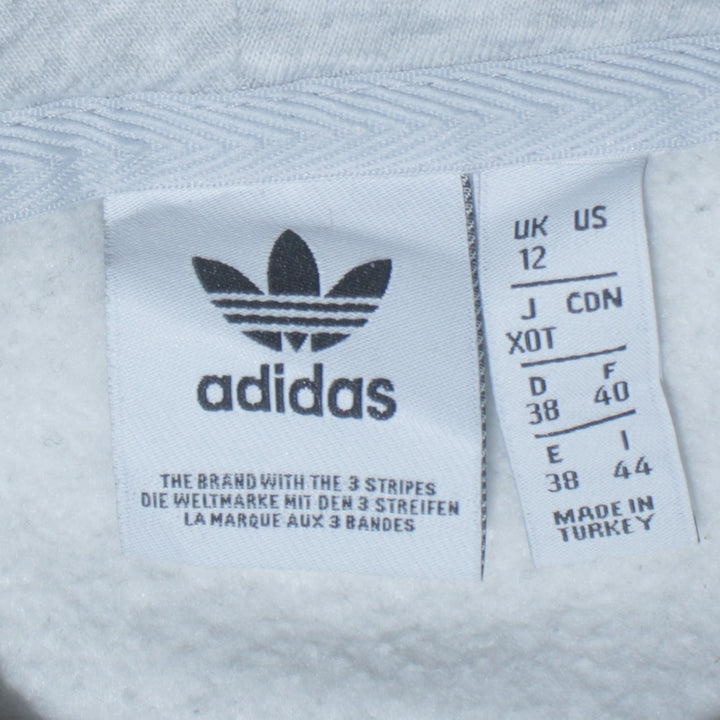 adidas
THE BRAND WITH THE 3 STRIPES
DIE WELTMARKE MIT DEN 3 STREIFEN
LA MARQUE AUX 3 BANDES
UK US
12
J CDN
XOT
D F
38 40
E I
38 44
MADE IN
TURKEY